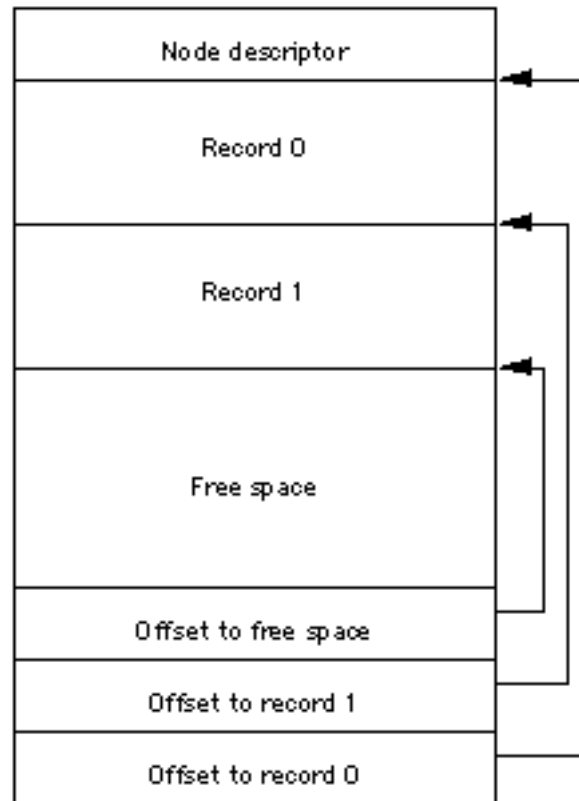 Node descriptor
Record 0
Record 1
Free space
Offset to free space
Offset to record 1
Offset to record 0